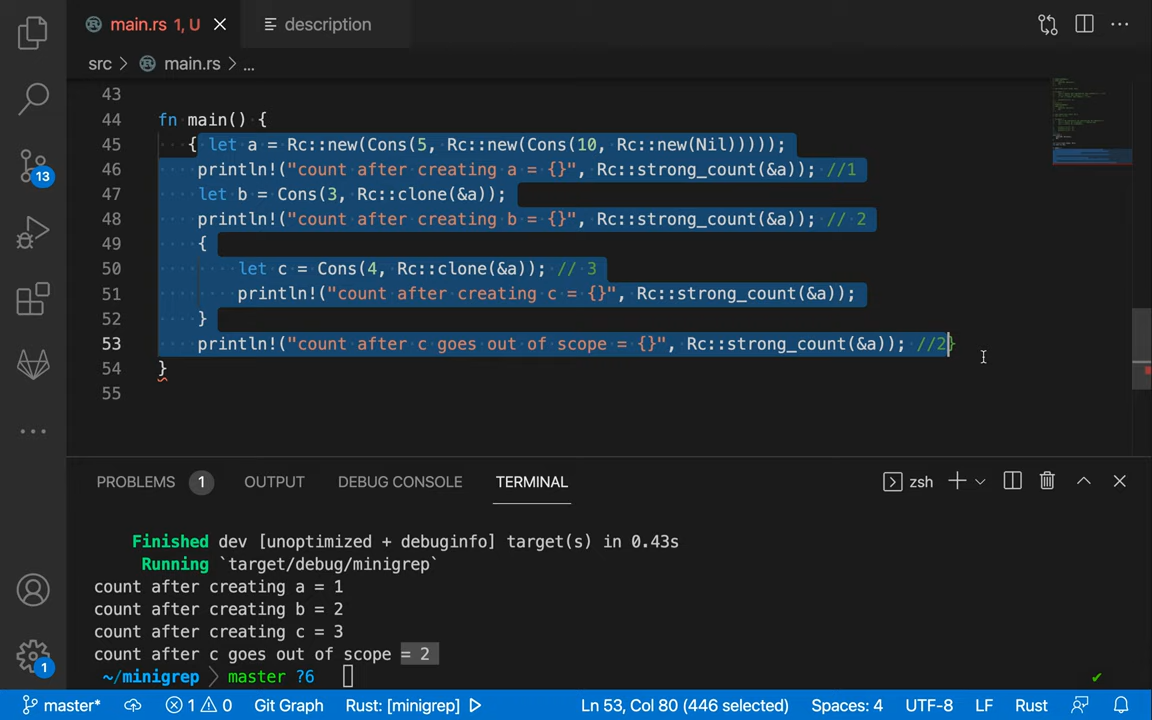 main.rs 1, U
description
src > main.rs > ...
43
44 fn main() {
45 { let a = Rc::new(Cons(5, Rc::new(Cons(10, Rc::new(Nil)))));
46 println!("count after creating a = {}", Rc::strong_count(&a)); //1
47 let b = Cons(3, Rc::clone(&a));
48 println!("count after creating b = {}", Rc::strong_count(&a)); // 2
49 {
50 let c = Cons(4, Rc::clone(&a)); // 3
51 println!("count after creating c = {}", Rc::strong_count(&a));
52 }
53 println!("count after c goes out of scope = {}", Rc::strong_count(&a)); //2}
54 }
55
13
PROBLEMS 1 OUTPUT DEBUG CONSOLE TERMINAL zsh
Finished dev [unoptimized + debuginfo] target(s) in 0.43s
Running `target/debug/minigrep`
count after creating a = 1
count after creating b = 2
count after creating c = 3
count after c goes out of scope = 2
~/minigrep > master ?6
1
master* 1 0 Git Graph Rust: [minigrep] Ln 53, Col 80 (446 selected) Spaces: 4 UTF-8 LF Rust